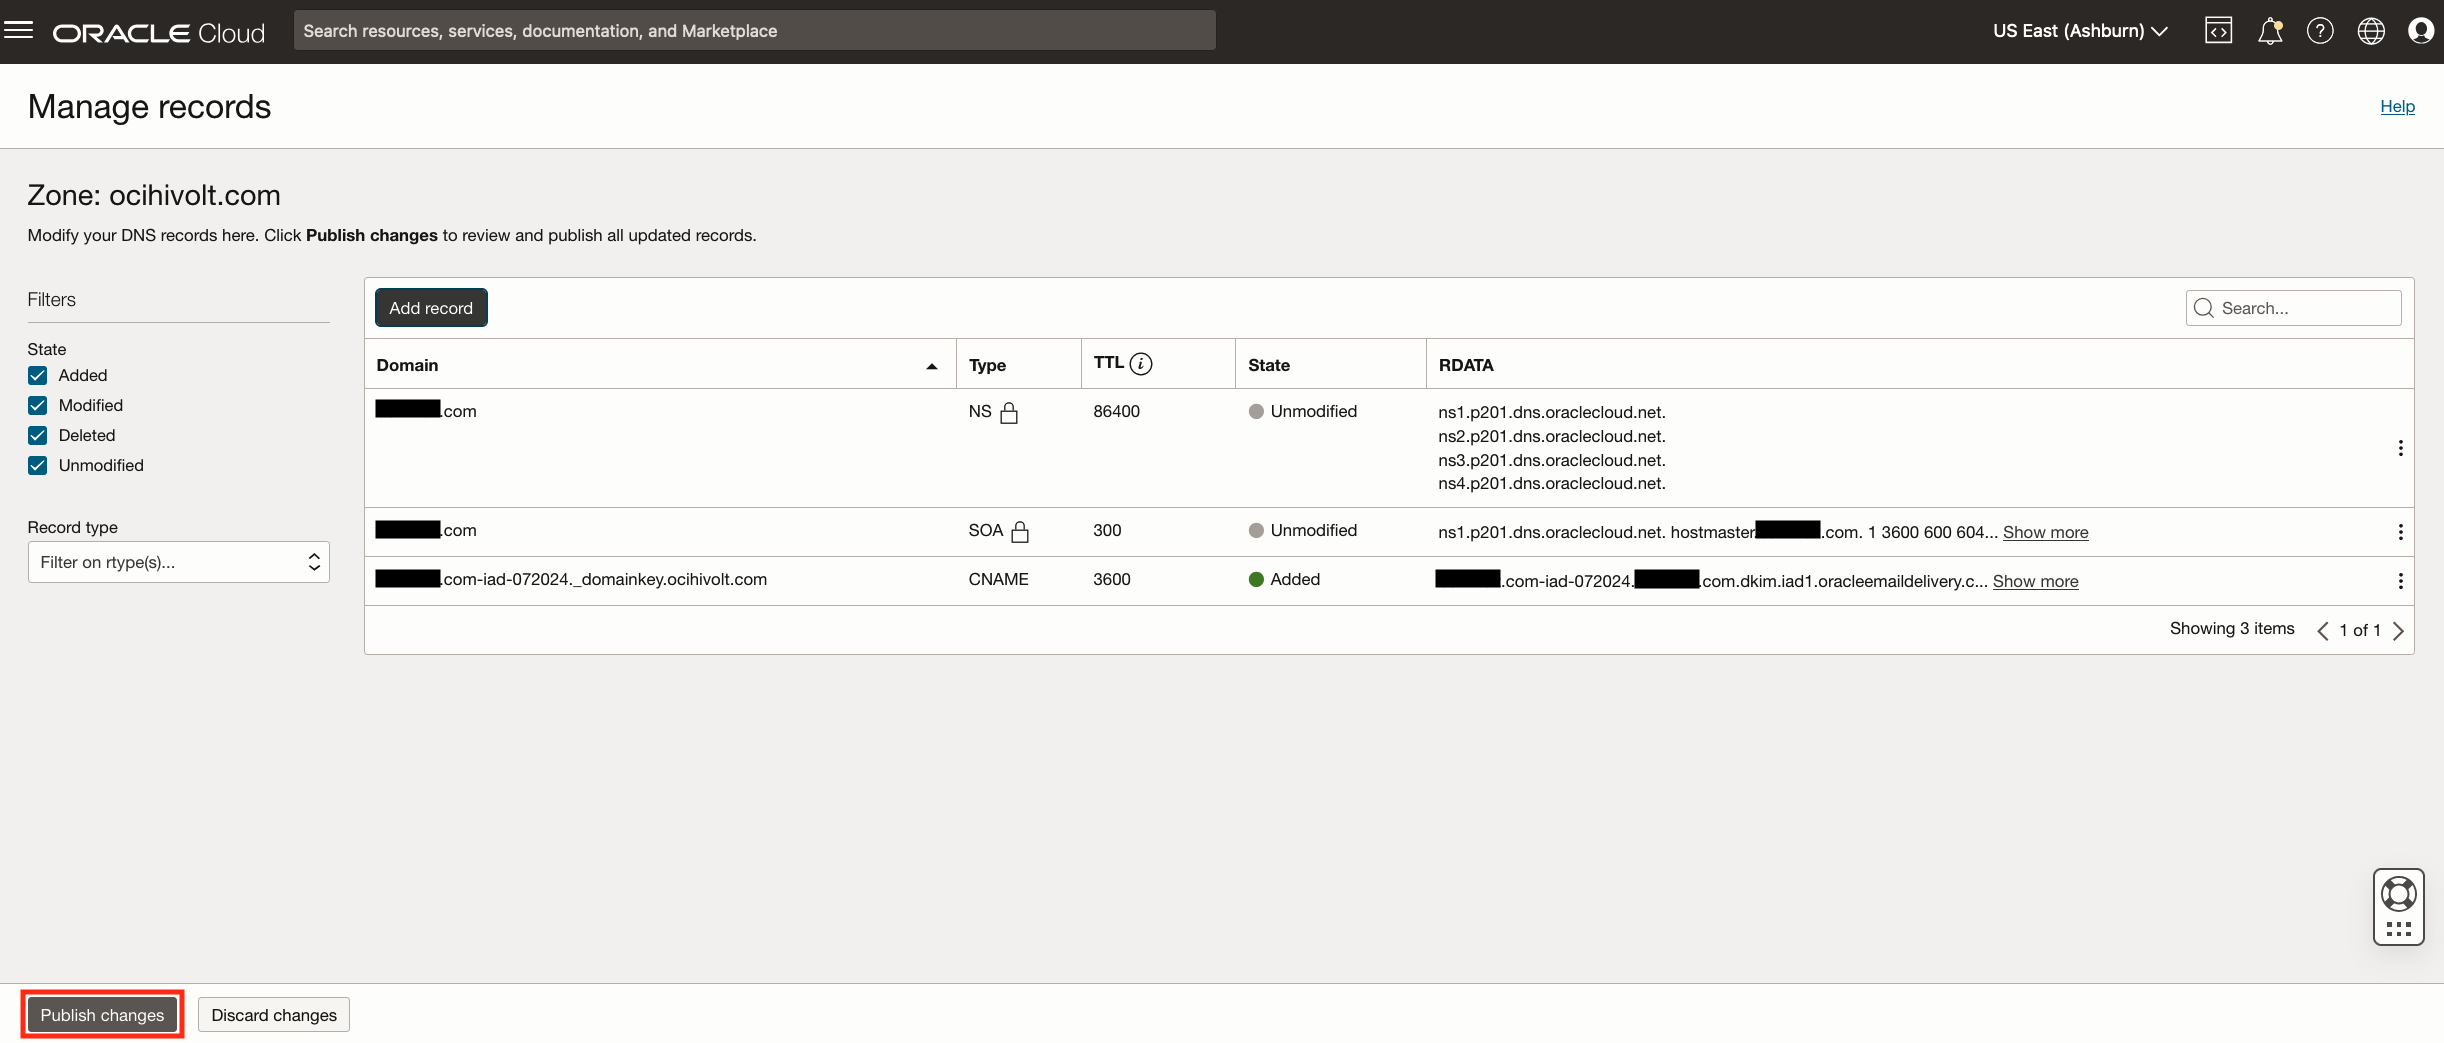 ORACLE Cloud
Search resources, services, documentation, and Marketplace
US East (Ashburn)
Manage records
Help
Zone: ocihivolt.com
Modify your DNS records here. Click Publish changes to review and publish all updated records.
Filters
State
Added
Modified
Deleted
Unmodified
Record type
Filter on rtype(s)...
Add record
Search...
Domain Type TTL i State RDATA
.com NS 86400 Unmodified ns1.p201.dns.oraclecloud.net.
ns2.p201.dns.oraclecloud.net.
ns3.p201.dns.oraclecloud.net.
ns4.p201.dns.oraclecloud.net.
.com SOA 300 Unmodified ns1.p201.dns.oraclecloud.net. hostmaster .com. 1 3600 600 604... Show more
.com-iad-072024._domainkey.ocihivolt.com CNAME 3600 Added .com-iad-072024. .com.dkim.iad1.oracleemaildelivery.c... Show more
Showing 3 items 1 of 1
Publish changes Discard changes